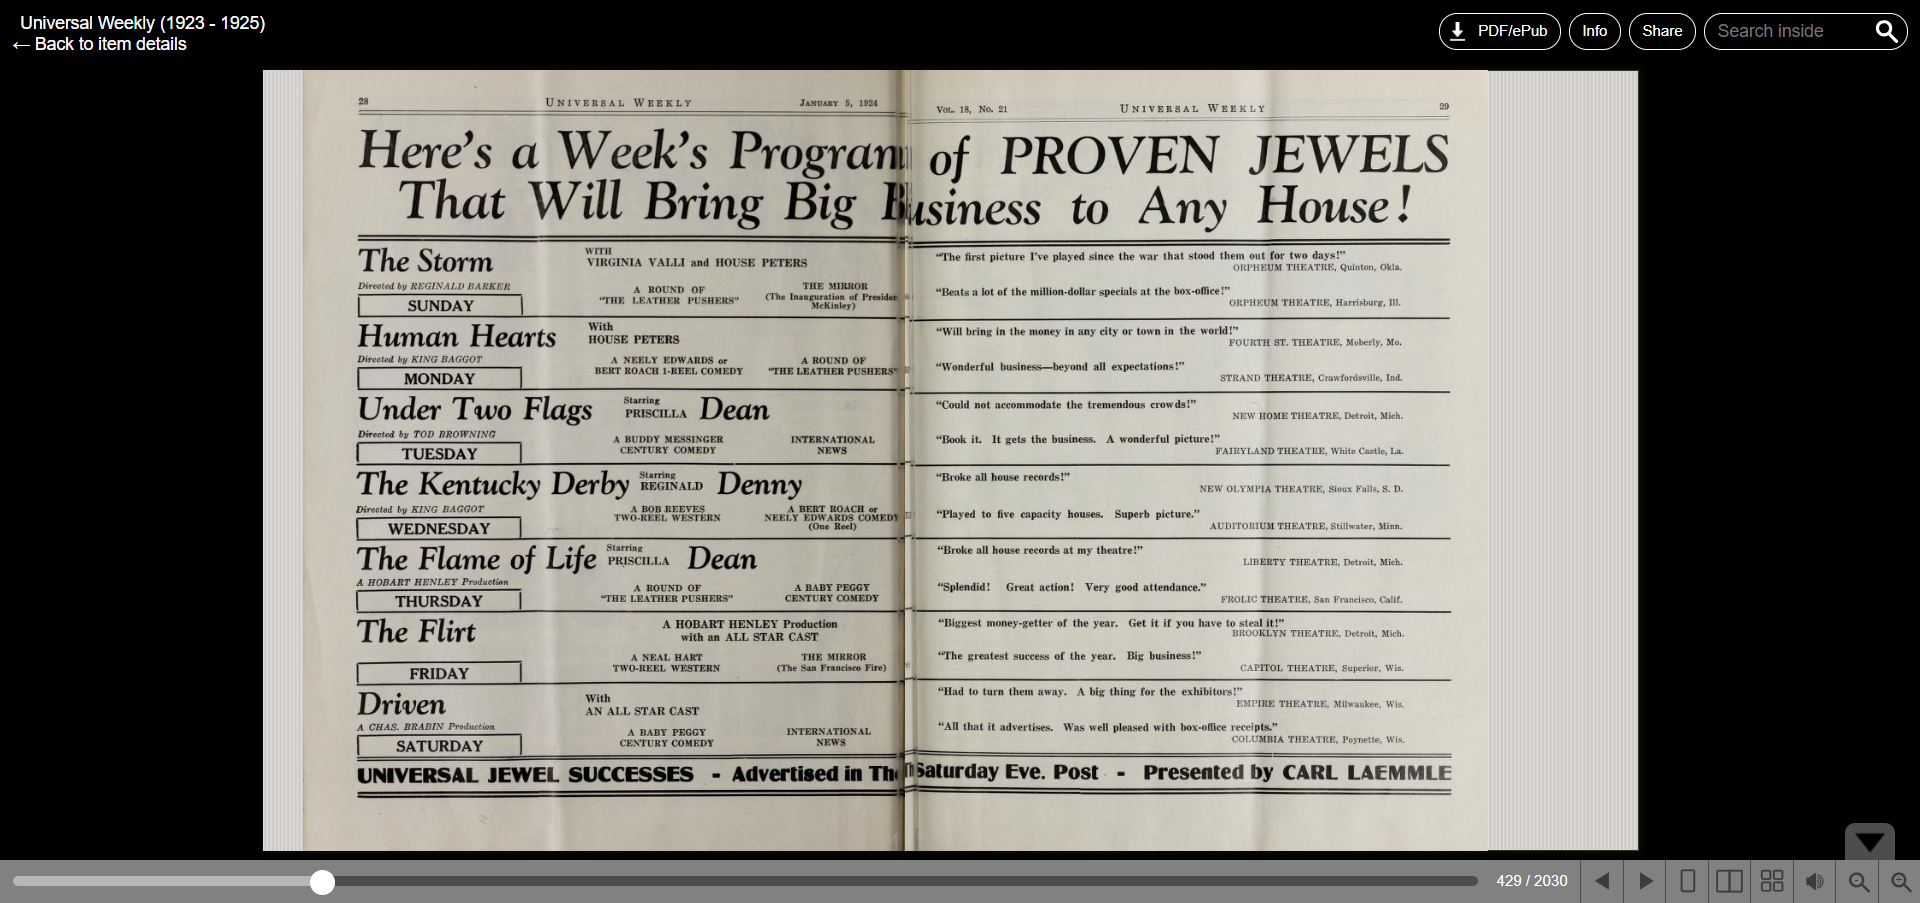 Universal Weekly (1923 - 1925)
← Back to item details
PDF/ePub
Info
Share
Search inside
28
UNIVERSAL WEEKLY
JANUARY 5, 1924
Here's a Week's Program
That Will Bring Big Business to Any House!
The Storm
WITH
VIRGINIA VALLI and HOUSE PETERS
Directed by REGINALD BARKER
SUNDAY
A ROUND OF
"THE LEATHER PUSHERS"
THE MIRROR
(The Inauguration of Presiden
McKinley)
Human Hearts
With
HOUSE PETERS
Directed by KING BAGGOT
MONDAY
A NEELY EDWARDS or
BERT ROACH 1-REEL COMEDY
A ROUND OF
"THE LEATHER PUSHERS"
Under Two Flags
Starring
PRISCILLA Dean
Directed by TOD BROWNING
TUESDAY
A BUDDY MESSINGER
CENTURY COMEDY
INTERNATIONAL
NEWS
The Kentucky Derby
Starring
REGINALD Denny
Directed by KING BAGGOT
WEDNESDAY
A BOB REEVES
TWO-REEL WESTERN
A BERT ROACH or
NEELY EDWARDS COMEDY
(One Reel)
The Flame of Life
Starring
PRISCILLA Dean
A HOBART HENLEY Production
THURSDAY
A ROUND OF
"THE LEATHER PUSHERS"
A BABY PEGGY
CENTURY COMEDY
The Flirt
A HOBART HENLEY Production
with an ALL STAR CAST
FRIDAY
A NEAL HART
TWO-REEL WESTERN
THE MIRROR
(The San Francisco Fire)
Driven
With
AN ALL STAR CAST
A CHAS. BRABIN Production
SATURDAY
A BABY PEGGY
CENTURY COMEDY
INTERNATIONAL
NEWS
UNIVERSAL JEWEL SUCCESSES - Advertised in The Saturday Eve. Post - Presented by CARL LAEMMLE
VOL. 18, No. 21
UNIVERSAL WEEKLY
29
of PROVEN JEWELS
"The first picture I've played since the war that stood them out for two days!"
ORPHEUM THEATRE, Quinton, Okla.
"Beats a lot of the million-dollar specials at the box-office!"
ORPHEUM THEATRE, Harrisburg, Ill.
"Will bring in the money in any city or town in the world!"
FOURTH ST. THEATRE, Moberly, Mo.
"Wonderful business—beyond all expectations!"
STRAND THEATRE, Crawfordsville, Ind.
"Could not accommodate the tremendous crowds!"
NEW HOME THEATRE, Detroit, Mich.
"Book it. It gets the business. A wonderful picture!"
FAIRYLAND THEATRE, White Castle, La.
"Broke all house records!"
NEW OLYMPIA THEATRE, Sioux Falls, S. D.
"Played to five capacity houses. Superb picture."
AUDITORIUM THEATRE, Stillwater, Minn.
"Broke all house records at my theatre!"
LIBERTY THEATRE, Detroit, Mich.
"Splendid! Great action! Very good attendance."
FROLIC THEATRE, San Francisco, Calif.
"Biggest money-getter of the year. Get it if you have to steal it!"
BROOKLYN THEATRE, Detroit, Mich.
"The greatest success of the year. Big business!"
CAPITOL THEATRE, Superior, Wis.
"Had to turn them away. A big thing for the exhibitors!"
EMPIRE THEATRE, Milwaukee, Wis.
"All that it advertises. Was well pleased with box-office receipts."
COLUMBIA THEATRE, Poynette, Wis.
429 / 2030